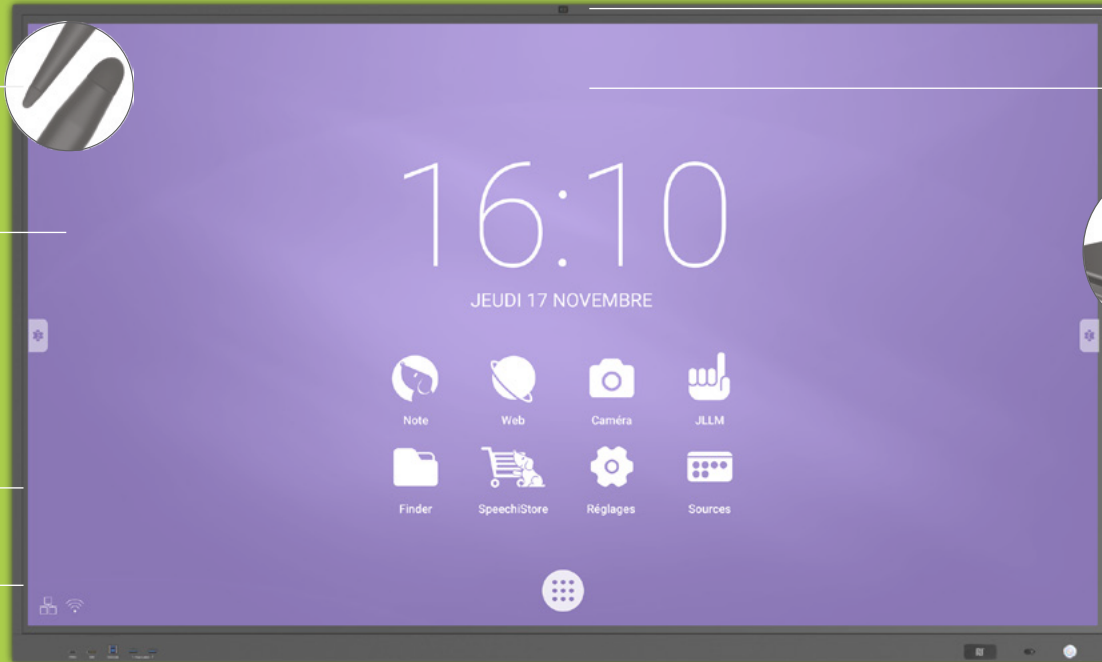 16:10
JEUDI 17 NOVEMBRE
Note Web Caméra JLLM
Finder SpeechiStore Réglages Sources